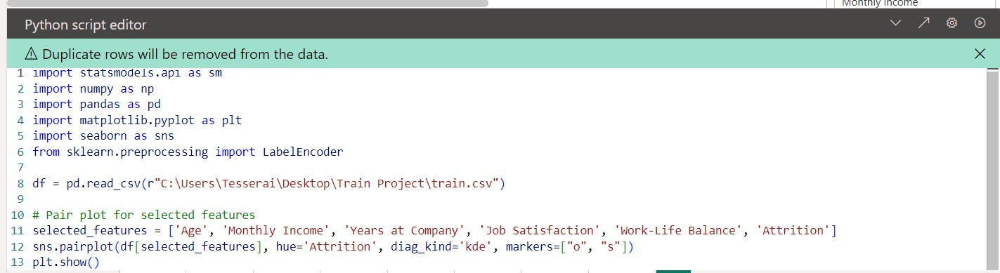 Monthly Income
Python script editor
Duplicate rows will be removed from the data.
1 import statsmodels.api as sm
2 import numpy as np
3 import pandas as pd
4 import matplotlib.pyplot as plt
5 import seaborn as sns
6 from sklearn.preprocessing import LabelEncoder
7
8 df = pd.read_csv(r"C:\Users\Tesserai\Desktop\Train Project\train.csv")
9
10 # Pair plot for selected features
11 selected_features = ['Age', 'Monthly Income', 'Years at Company', 'Job Satisfaction', 'Work-Life Balance', 'Attrition']
12 sns.pairplot(df[selected_features], hue='Attrition', diag_kind='kde', markers=["o", "s"])
13 plt.show()